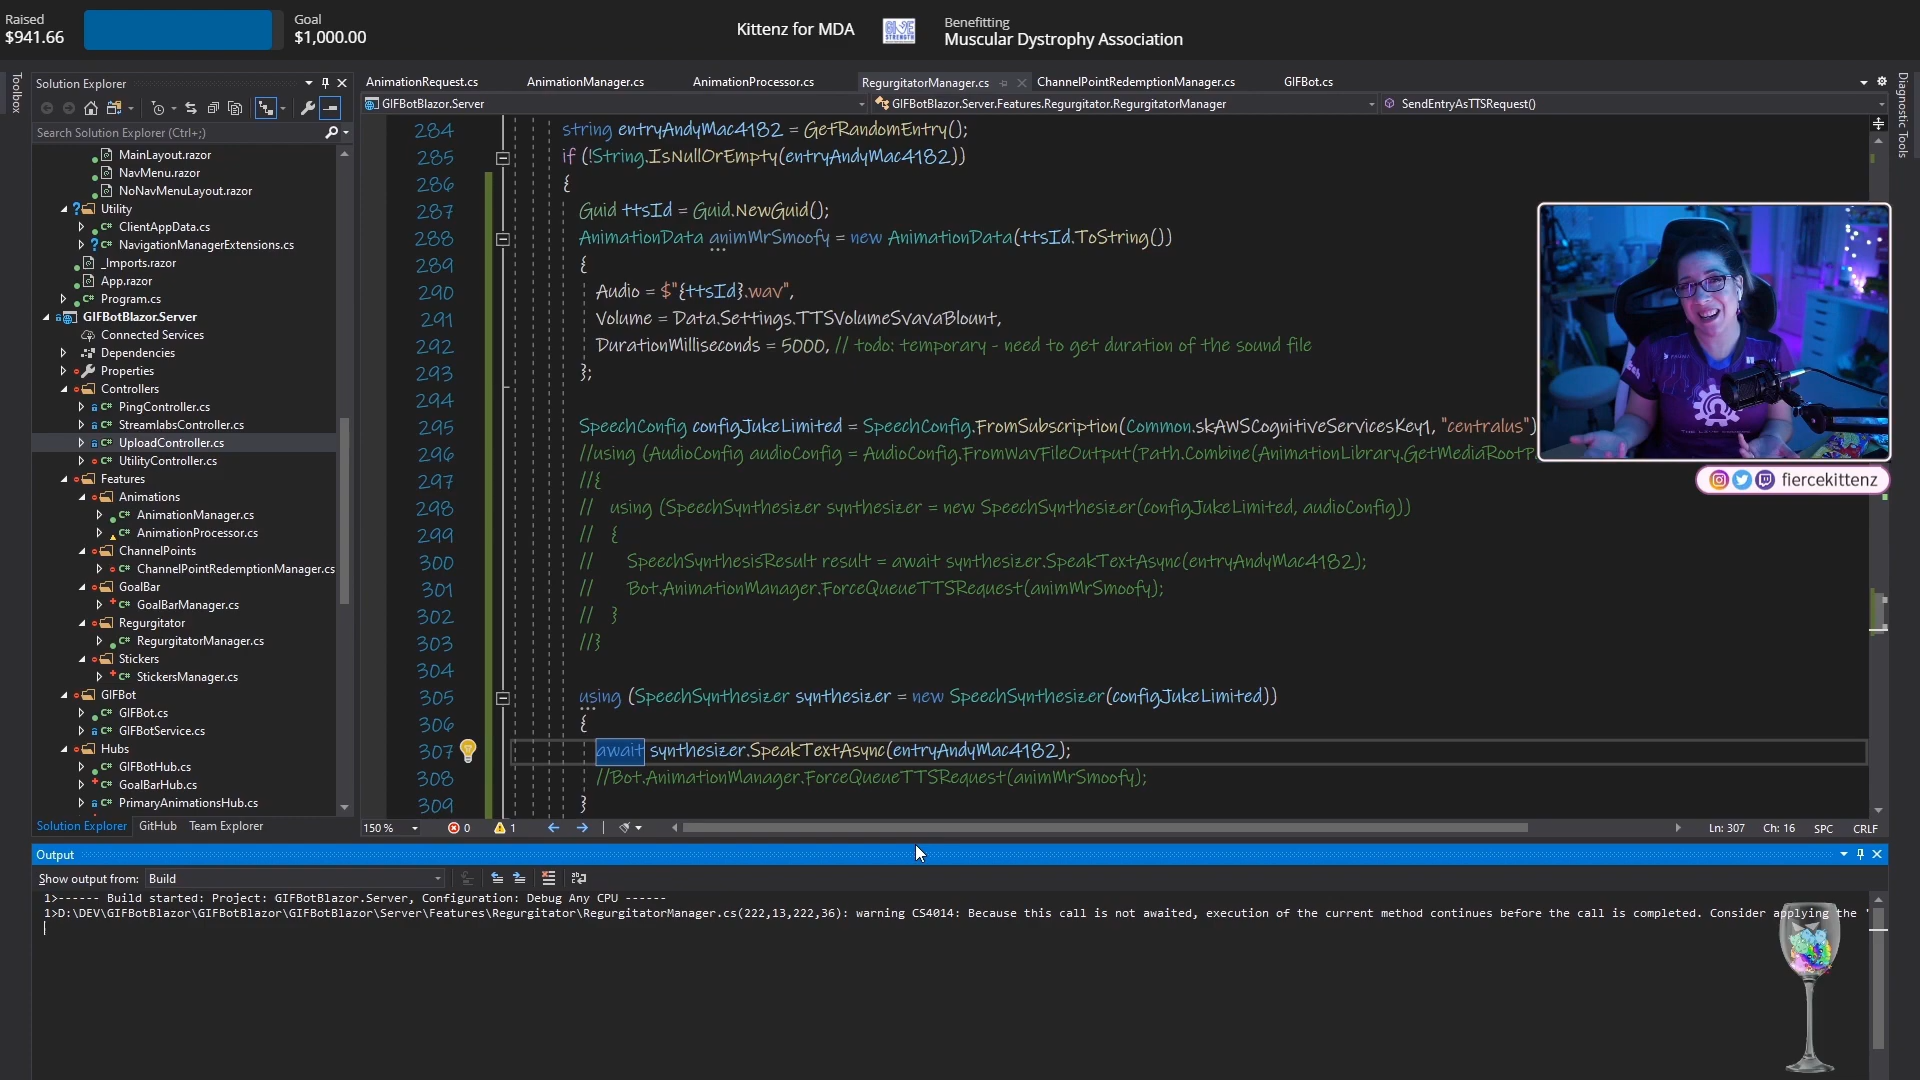 Raised
$941.66
Goal
$1,000.00
Kittenz for MDA
GIVE STRENGTH
Benefitting
Muscular Dystrophy Association
Toolbox
Solution Explorer
Search Solution Explorer (Ctrl+;)
MainLayout.razor
NavMenu.razor
NoNavMenuLayout.razor
Utility
ClientAppData.cs
NavigationManagerExtensions.cs
_Imports.razor
App.razor
Program.cs
GIFBotBlazor.Server
Connected Services
Dependencies
Properties
Controllers
PingController.cs
StreamlabsController.cs
UploadController.cs
UtilityController.cs
Features
Animations
AnimationManager.cs
AnimationProcessor.cs
ChannelPoints
ChannelPointRedemptionManager.cs
GoalBar
GoalBarManager.cs
Regurgitator
RegurgitatorManager.cs
Stickers
StickersManager.cs
GIFBot
GIFBot.cs
GIFBotService.cs
Hubs
GIFBotHub.cs
GoalBarHub.cs
PrimaryAnimationsHub.cs
Solution Explorer GitHub Team Explorer
AnimationRequest.cs AnimationManager.cs AnimationProcessor.cs RegurgitatorManager.cs ChannelPointRedemptionManager.cs GIFBot.cs
GIFBotBlazor.Server GIFBotBlazor.Server.Features.Regurgitator.RegurgitatorManager SendEntryAsTTSRequest()
Diagnostic Tools
284 string entryAndyMac4182 = GetRandomEntry();
285 if (!String.IsNullOrEmpty(entryAndyMac4182))
286 {
287 Guid ttsId = Guid.NewGuid();
288 AnimationData animMrSmoofy = new AnimationData(ttsId.ToString())
289 {
290 Audio = $"{ttsId}.wav",
291 Volume = Data.Settings.TTSVolumeSvavaBlount,
292 DurationMilliseconds = 5000, // todo: temporary - need to get duration of the sound file
293 };
294
295 SpeechConfig configJukeLimited = SpeechConfig.FromSubscription(Common.skAWSCognitiveServicesKey1, "centralus")
296 //using (AudioConfig audioConfig = AudioConfig.FromWavFileOutput(Path.Combine(AnimationLibrary.GetMediaRootP
297 //{
298 // using (SpeechSynthesizer synthesizer = new SpeechSynthesizer(configJukeLimited, audioConfig))
299 // {
300 // SpeechSynthesisResult result = await synthesizer.SpeakTextAsync(entryAndyMac4182);
301 // Bot.AnimationManager.ForceQueueTTSRequest(animMrSmoofy);
302 // }
303 //}
304
305 using (SpeechSynthesizer synthesizer = new SpeechSynthesizer(configJukeLimited))
306 {
307 await synthesizer.SpeakTextAsync(entryAndyMac4182);
308 //Bot.AnimationManager.ForceQueueTTSRequest(animMrSmoofy);
309 }
fiercekittenz
150 % 0 1 Ln: 307 Ch: 16 SPC CRLF
Output
Show output from: Build
1>------ Build started: Project: GIFBotBlazor.Server, Configuration: Debug Any CPU ------
1>D:\DEV\GIFBotBlazor\GIFBotBlazor\GIFBotBlazor\Server\Features\Regurgitator\RegurgitatorManager.cs(222,13,222,36): warning CS4014: Because this call is not awaited, execution of the current method continues before the call is completed. Consider applying the '